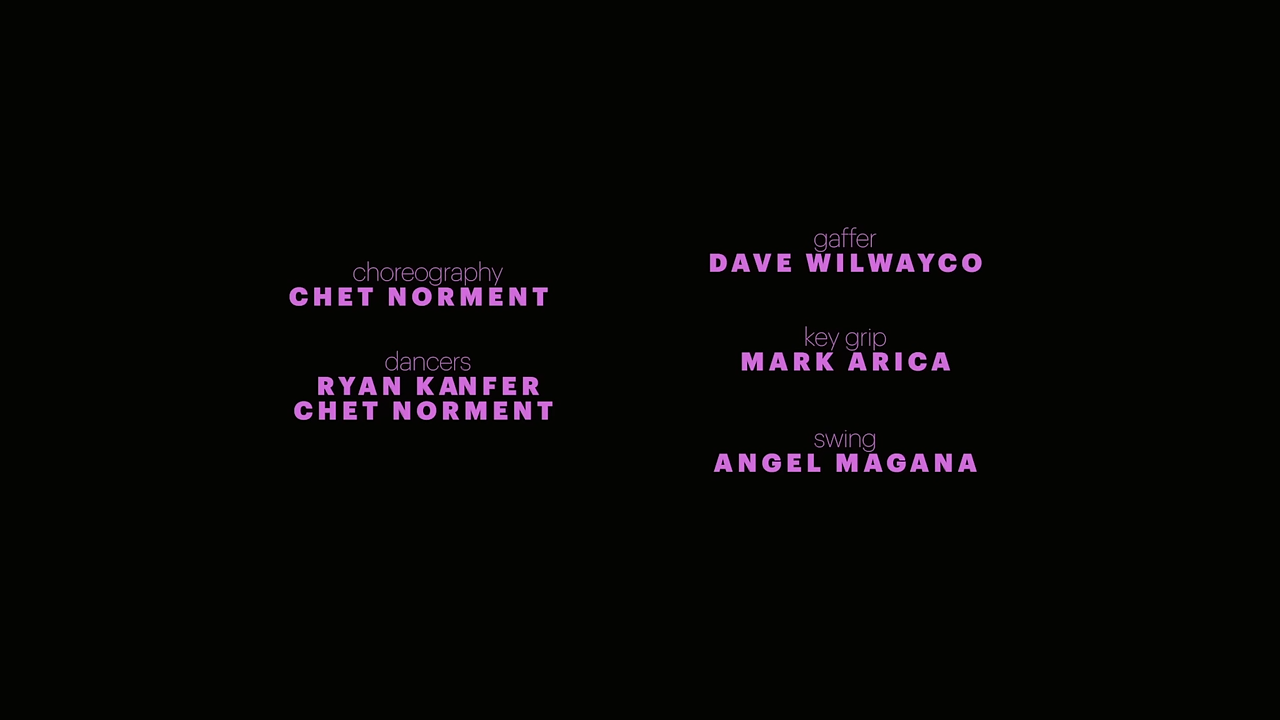 choreography
CHET NORMENT
dancers
RYAN KANFER
CHET NORMENT
gaffer
DAVE WILWAYCO
key grip
MARK ARICA
swing
ANGEL MAGANA